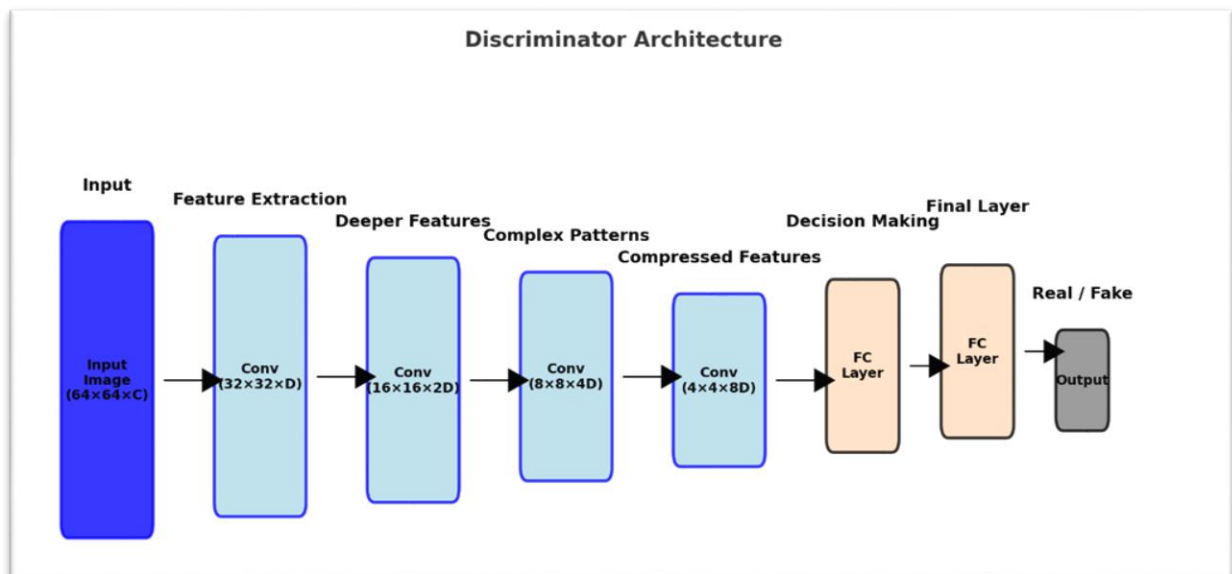 Discriminator Architecture
Input
Feature Extraction
Deeper Features
Complex Patterns
Compressed Features
Decision Making
Final Layer
Real / Fake
Input
Image
(64×64×C)
Conv
(32×32×D)
Conv
(16×16×2D)
Conv
(8×8×4D)
Conv
(4×4×8D)
FC
Layer
FC
Layer
Output